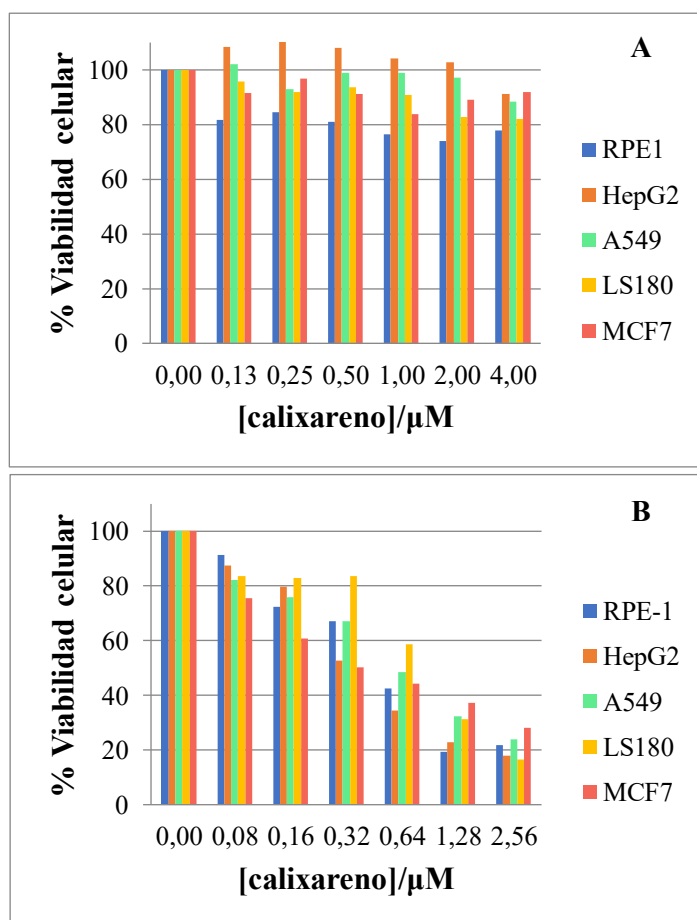 A
% Viabilidad celular
100
80
60
40
20
0
0,00 0,13 0,25 0,50 1,00 2,00 4,00
[calixareno]/µM
RPE1
HepG2
A549
LS180
MCF7
B
% Viabilidad celular
100
80
60
40
20
0
0,00 0,08 0,16 0,32 0,64 1,28 2,56
[calixareno]/µM
RPE-1
HepG2
A549
LS180
MCF7